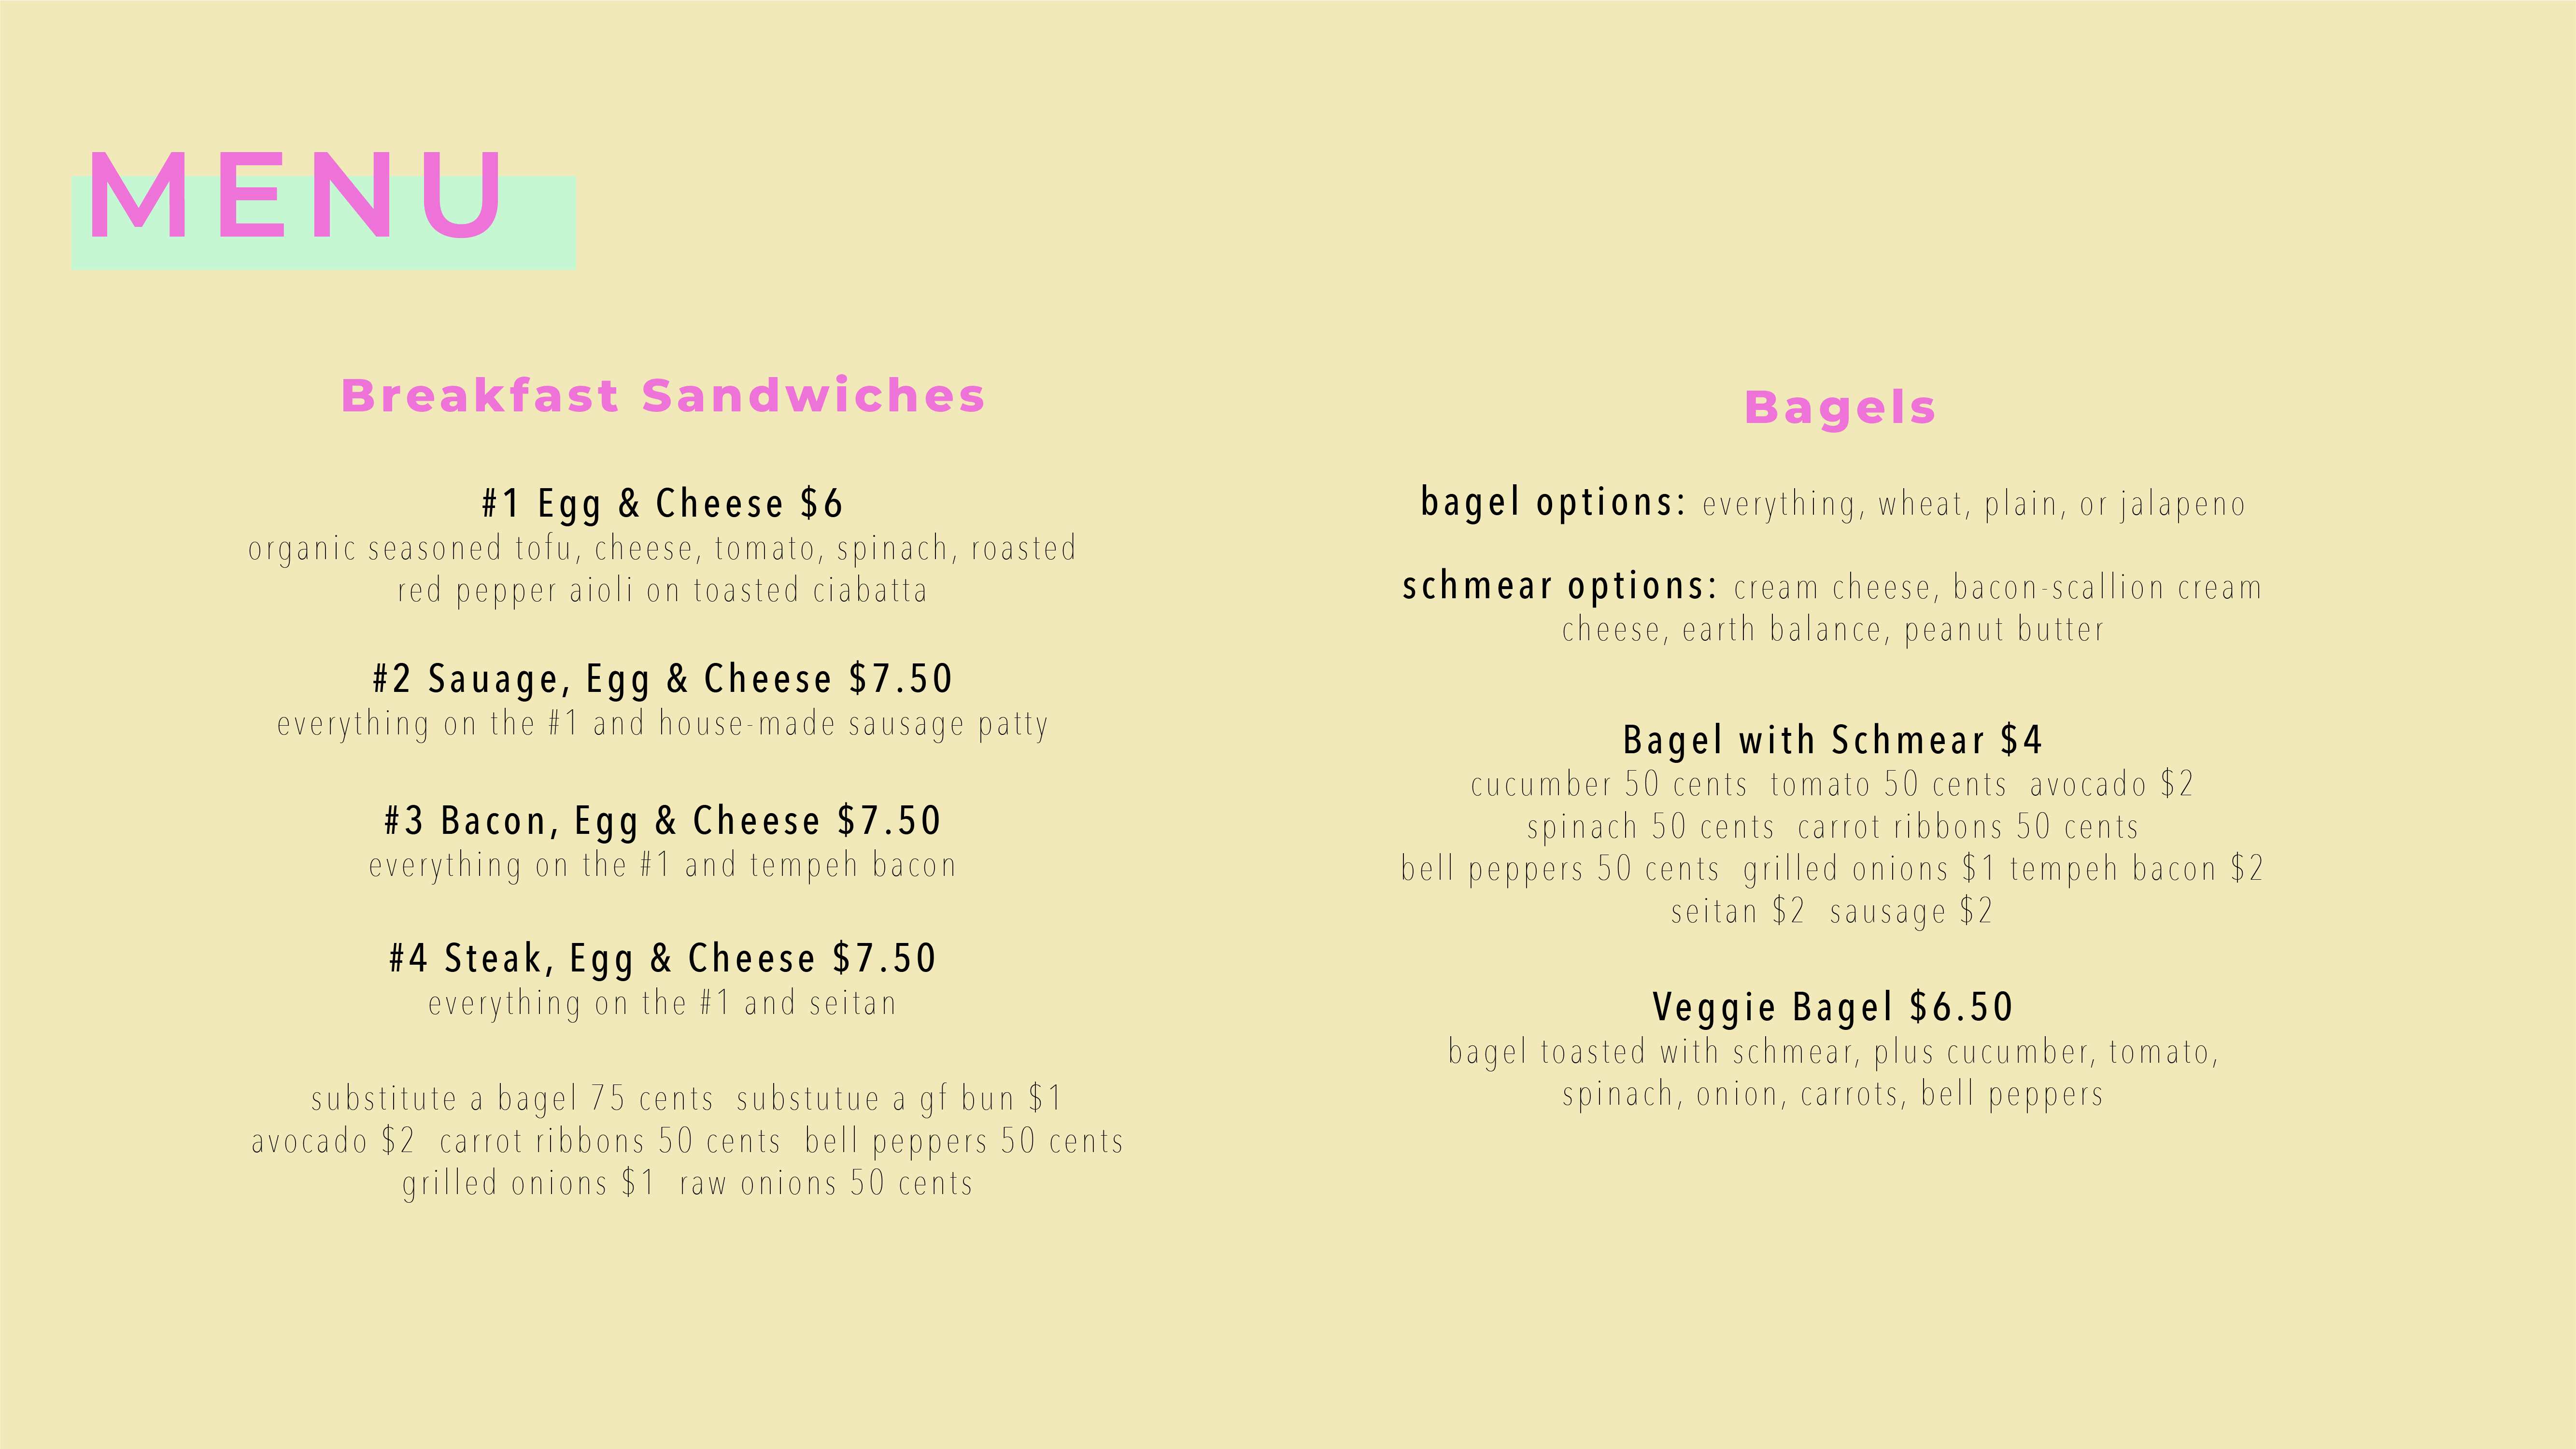 MENU
Breakfast Sandwiches
#1 Egg & Cheese $6
organic seasoned tofu, cheese, tomato, spinach, roasted
red pepper aioli on toasted ciabatta
#2 Sauage, Egg & Cheese $7.50
everything on the #1 and house-made sausage patty
#3 Bacon, Egg & Cheese $7.50
everything on the #1 and tempeh bacon
#4 Steak, Egg & Cheese $7.50
everything on the #1 and seitan
substitute a bagel 75 cents  substutue a gf bun $1
avocado $2  carrot ribbons 50 cents  bell peppers 50 cents
grilled onions $1  raw onions 50 cents
Bagels
bagel options: everything, wheat, plain, or jalapeno
schmear options: cream cheese, bacon-scallion cream
cheese, earth balance, peanut butter
Bagel with Schmear $4
cucumber 50 cents  tomato 50 cents  avocado $2
spinach 50 cents  carrot ribbons 50 cents
bell peppers 50 cents  grilled onions $1 tempeh bacon $2
seitan $2  sausage $2
Veggie Bagel $6.50
bagel toasted with schmear, plus cucumber, tomato,
spinach, onion, carrots, bell peppers